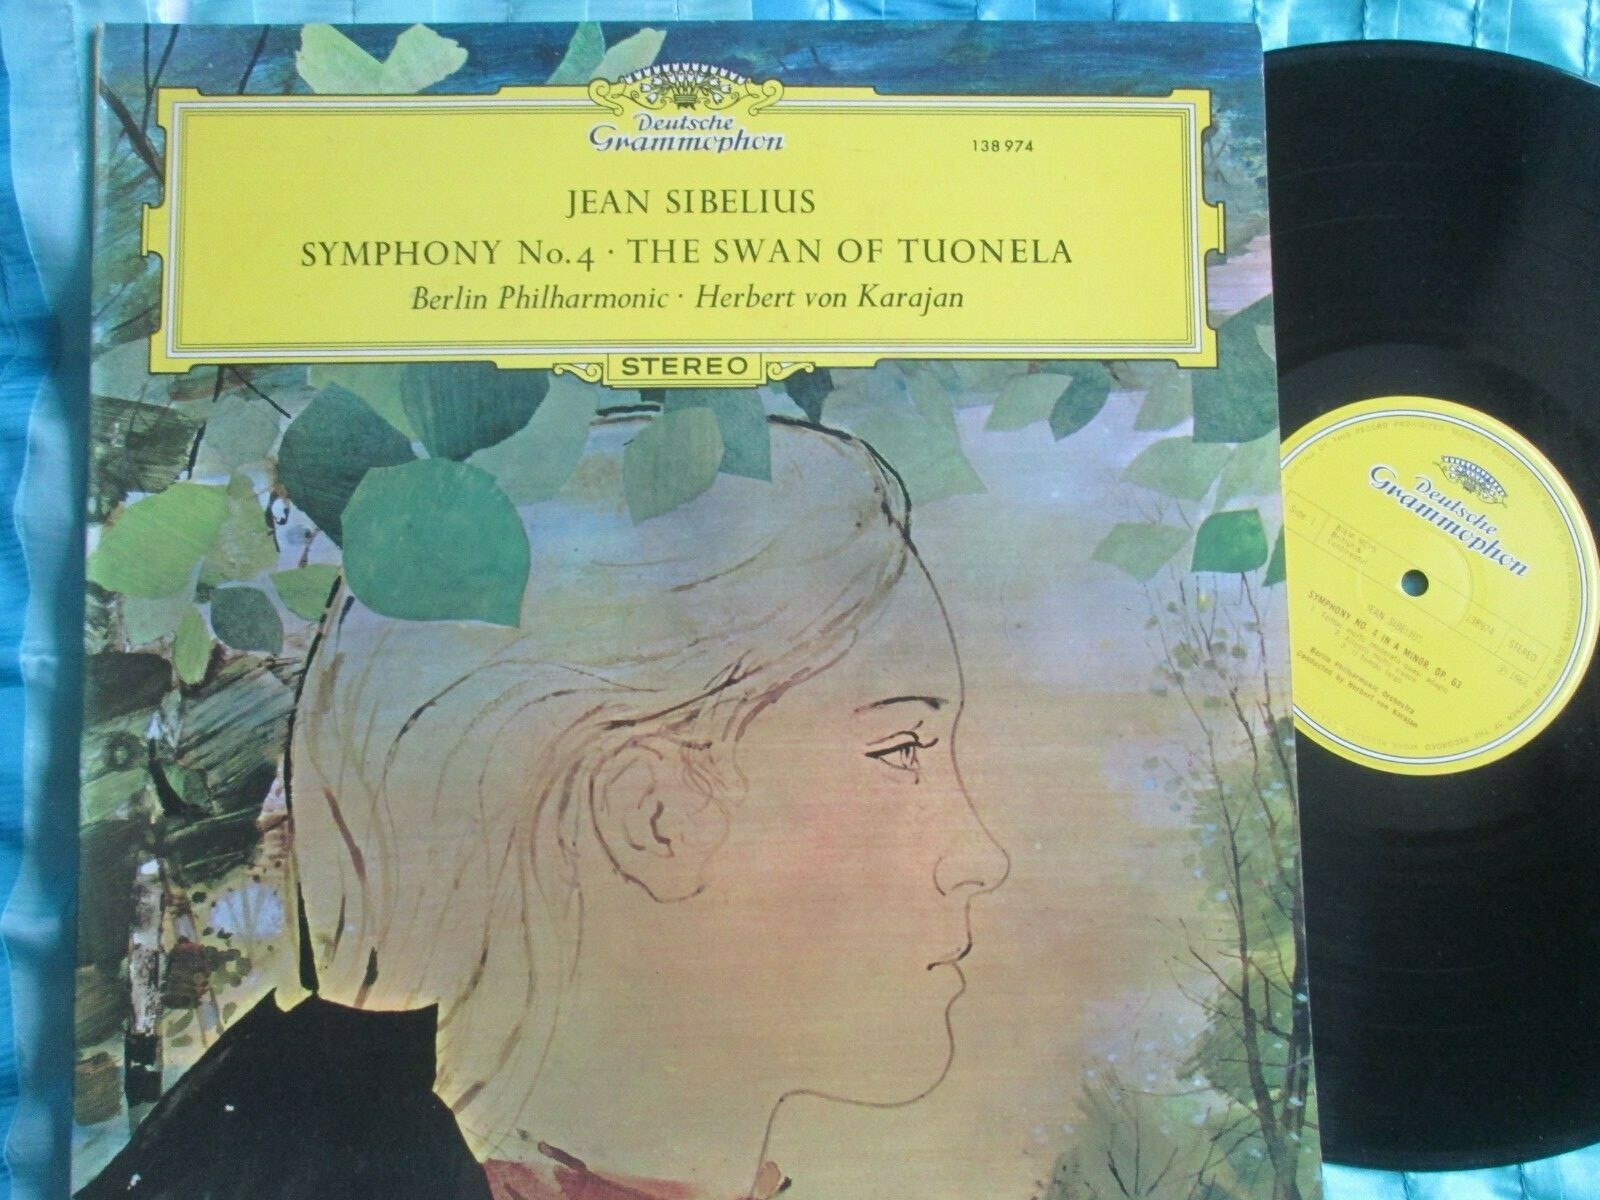 Deutsche
Grammophon
138 974
JEAN SIBELIUS
SYMPHONY No. 4 · THE SWAN OF TUONELA
Berlin Philharmonic · Herbert von Karajan
STEREO
Deutsche
Grammophon
Side 1
138974
STEREO
JEAN SIBELIUS
SYMPHONY NO. 4 IN A MINOR, OP. 63
Berlin Philharmonic Orchestra
Conducted by Herbert von Karajan